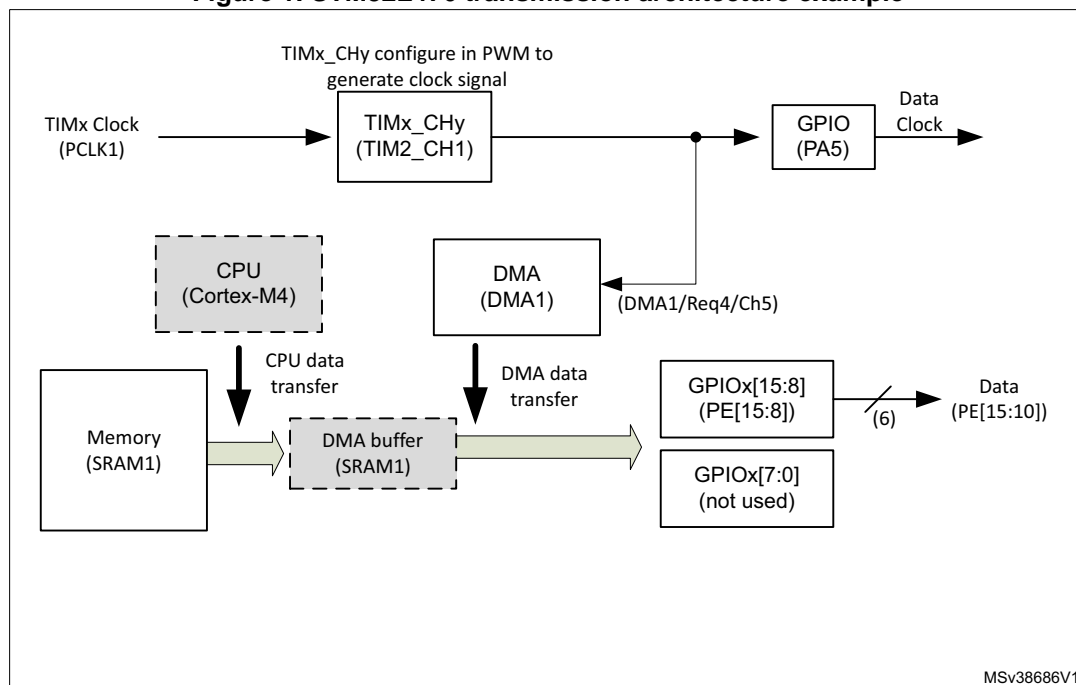 TIMx_CHy configure in PWM to
generate clock signal
TIMx Clock
(PCLK1)
TIMx_CHy
(TIM2_CH1)
GPIO
(PA5)
Data
Clock
CPU
(Cortex-M4)
DMA
(DMA1)
(DMA1/Req4/Ch5)
CPU data
transfer
DMA data
transfer
Memory
(SRAM1)
DMA buffer
(SRAM1)
GPIOx[15:8]
(PE[15:8])
(6)
Data
(PE[15:10])
GPIOx[7:0]
(not used)
MSv38686V1